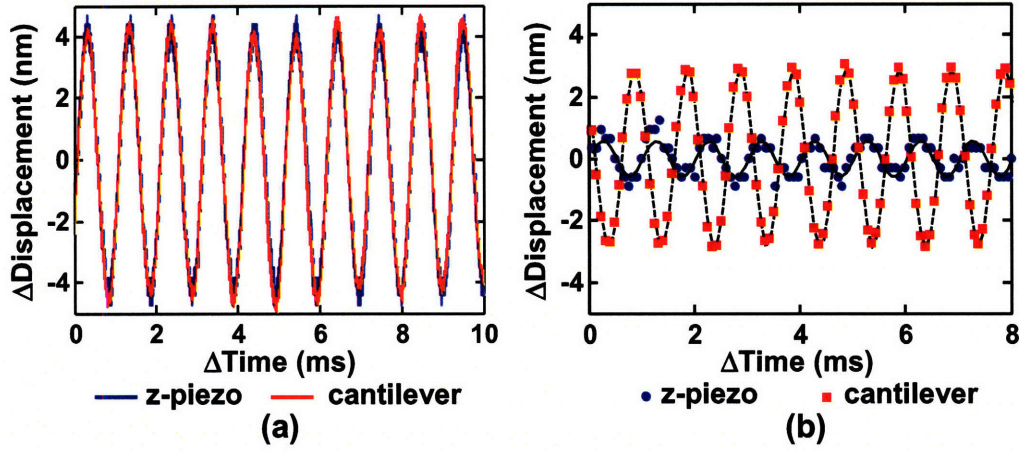 ΔDisplacement (nm)
4
2
0
-2
-4
0 2 4 6 8 10
ΔTime (ms)
z-piezo cantilever
(a)
ΔDisplacement (nm)
4
2
0
-2
-4
0 2 4 6 8
ΔTime (ms)
z-piezo cantilever
(b)